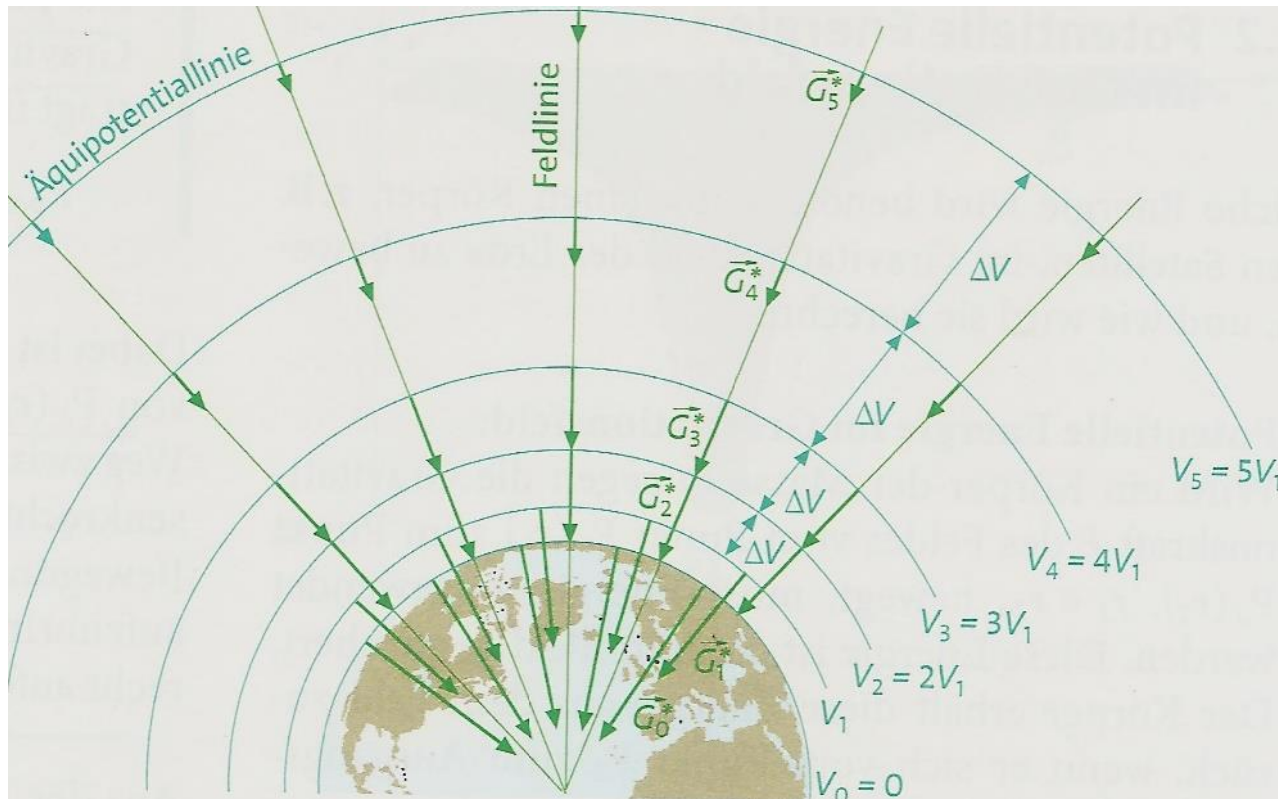 Äquipotentiallinie
Feldlinie
G₅*
G₄*
G₃*
G₂*
G₁*
G₀*
ΔV
ΔV
ΔV
ΔV
V₅ = 5V₁
V₄ = 4V₁
V₃ = 3V₁
V₂ = 2V₁
V₁
V₀ = 0